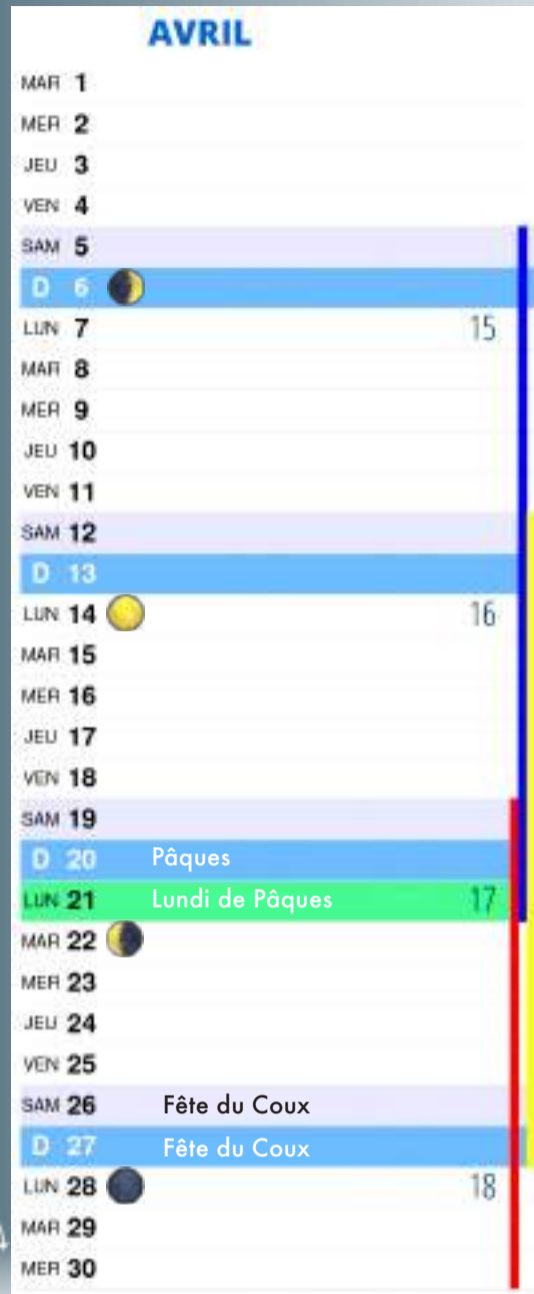 AVRIL
MAR 1
MER 2
JEU 3
VEN 4
SAM 5
D 6
LUN 7 15
MAR 8
MER 9
JEU 10
VEN 11
SAM 12
D 13
LUN 14 16
MAR 15
MER 16
JEU 17
VEN 18
SAM 19
D 20 Pâques
LUN 21 Lundi de Pâques 17
MAR 22
MER 23
JEU 24
VEN 25
SAM 26 Fête du Coux
D 27 Fête du Coux
LUN 28 18
MAR 29
MER 30